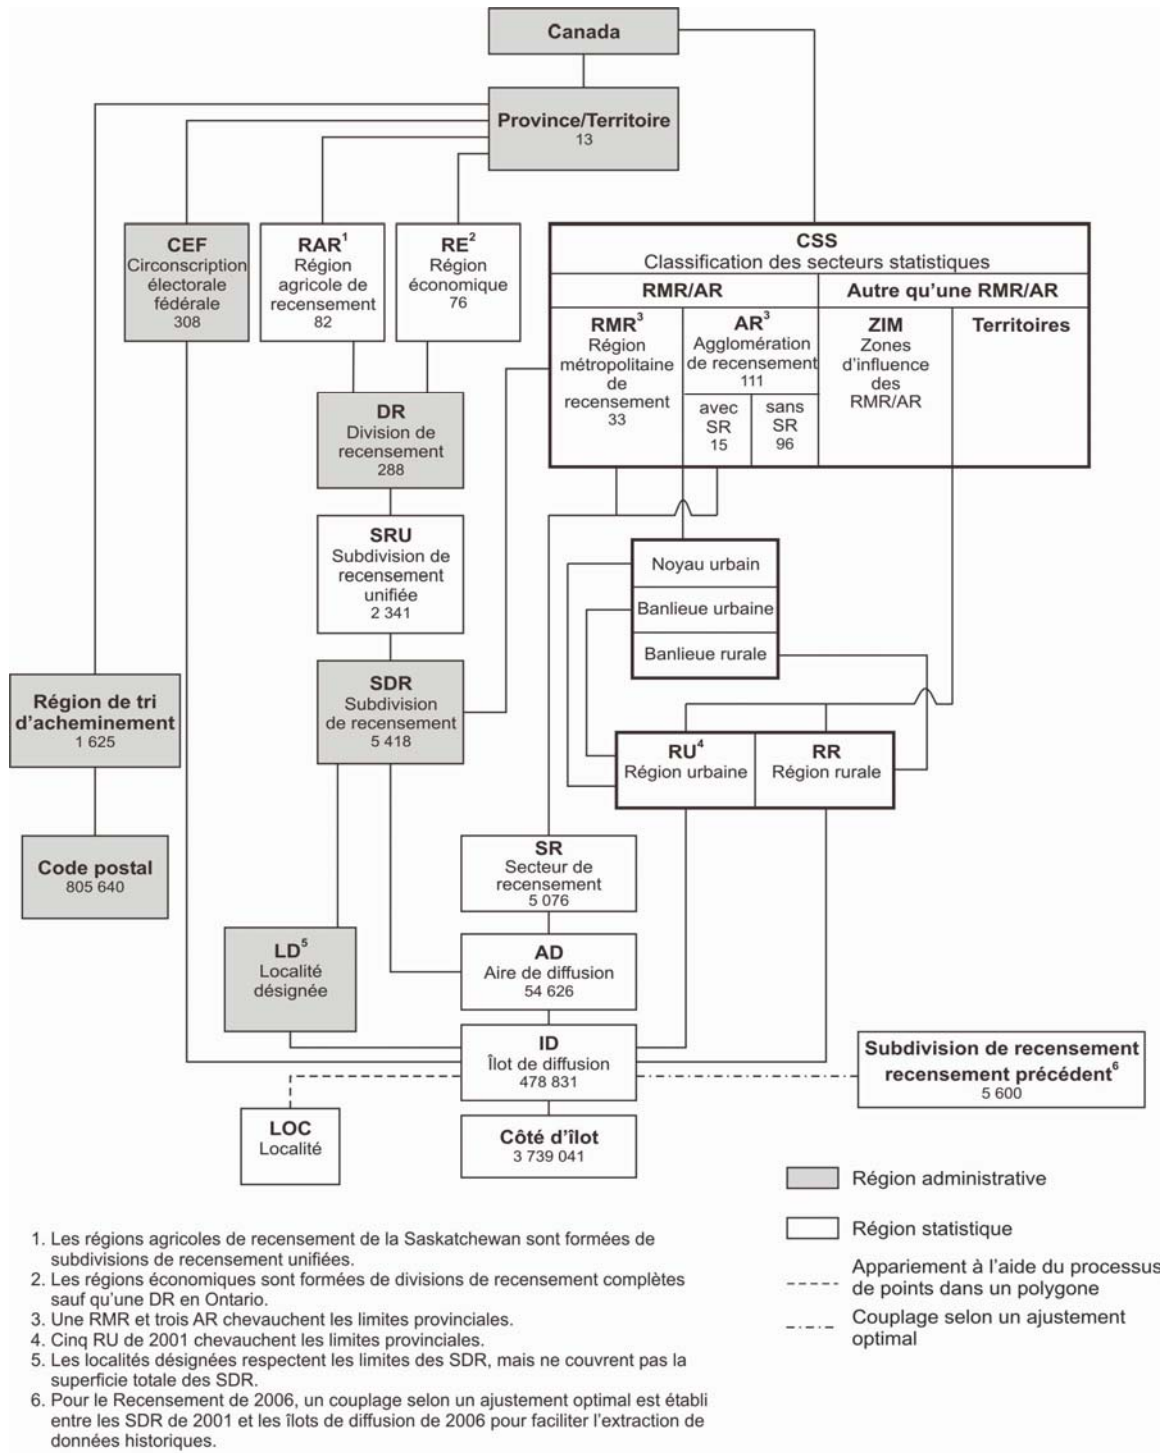 Canada
Province/Territoire
13
CEF
Circonscription
électorale
fédérale
308
RAR¹
Région
agricole de
recensement
82
RE²
Région
économique
76
CSS
Classification des secteurs statistiques
RMR/AR
Autre qu'une RMR/AR
RMR³
Région
métropolitaine
de
recensement
33
AR³
Agglomération
de recensement
111
avec
SR
15
sans
SR
96
ZIM
Zones
d'influence
des
RMR/AR
Territoires
DR
Division de
recensement
288
SRU
Subdivision de
recensement
unifiée
2 341
Noyau urbain
Banlieue urbaine
Banlieue rurale
SDR
Subdivision
de recensement
5 418
Région de tri
d'acheminement
1 625
RU⁴
Région urbaine
RR
Région rurale
Code postal
805 640
SR
Secteur de
recensement
5 076
LD⁵
Localité
désignée
AD
Aire de diffusion
54 626
ID
Îlot de diffusion
478 831
Subdivision de recensement
recensement précédent⁶
5 600
LOC
Localité
Côté d'îlot
3 739 041
Région administrative
Région statistique
Appariement à l'aide du processus
de points dans un polygone
Couplage selon un ajustement
optimal
1. Les régions agricoles de recensement de la Saskatchewan sont formées de
subdivisions de recensement unifiées.
2. Les régions économiques sont formées de divisions de recensement complètes
sauf qu'une DR en Ontario.
3. Une RMR et trois AR chevauchent les limites provinciales.
4. Cinq RU de 2001 chevauchent les limites provinciales.
5. Les localités désignées respectent les limites des SDR, mais ne couvrent pas la
superficie totale des SDR.
6. Pour le Recensement de 2006, un couplage selon un ajustement optimal est établi
entre les SDR de 2001 et les îlots de diffusion de 2006 pour faciliter l'extraction de
données historiques.